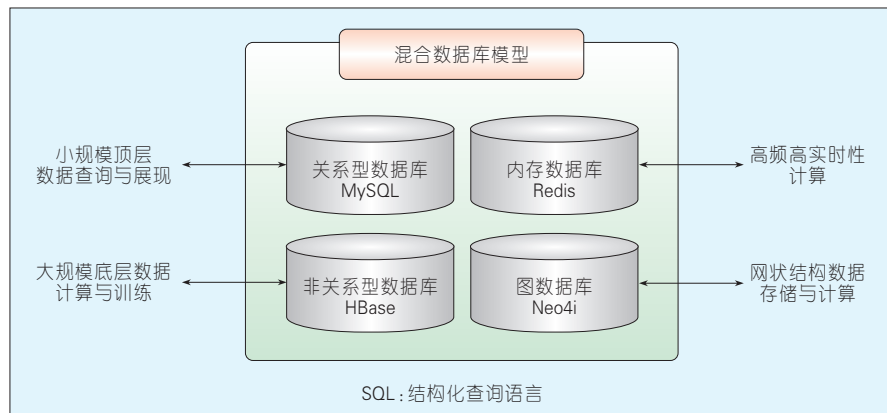 混合数据库模型
小规模顶层
数据查询与展现
关系型数据库
MySQL
内存数据库
Redis
高频高实时性
计算
大规模底层数据
计算与训练
非关系型数据库
HBase
图数据库
Neo4i
网状结构数据
存储与计算
SQL：结构化查询语言